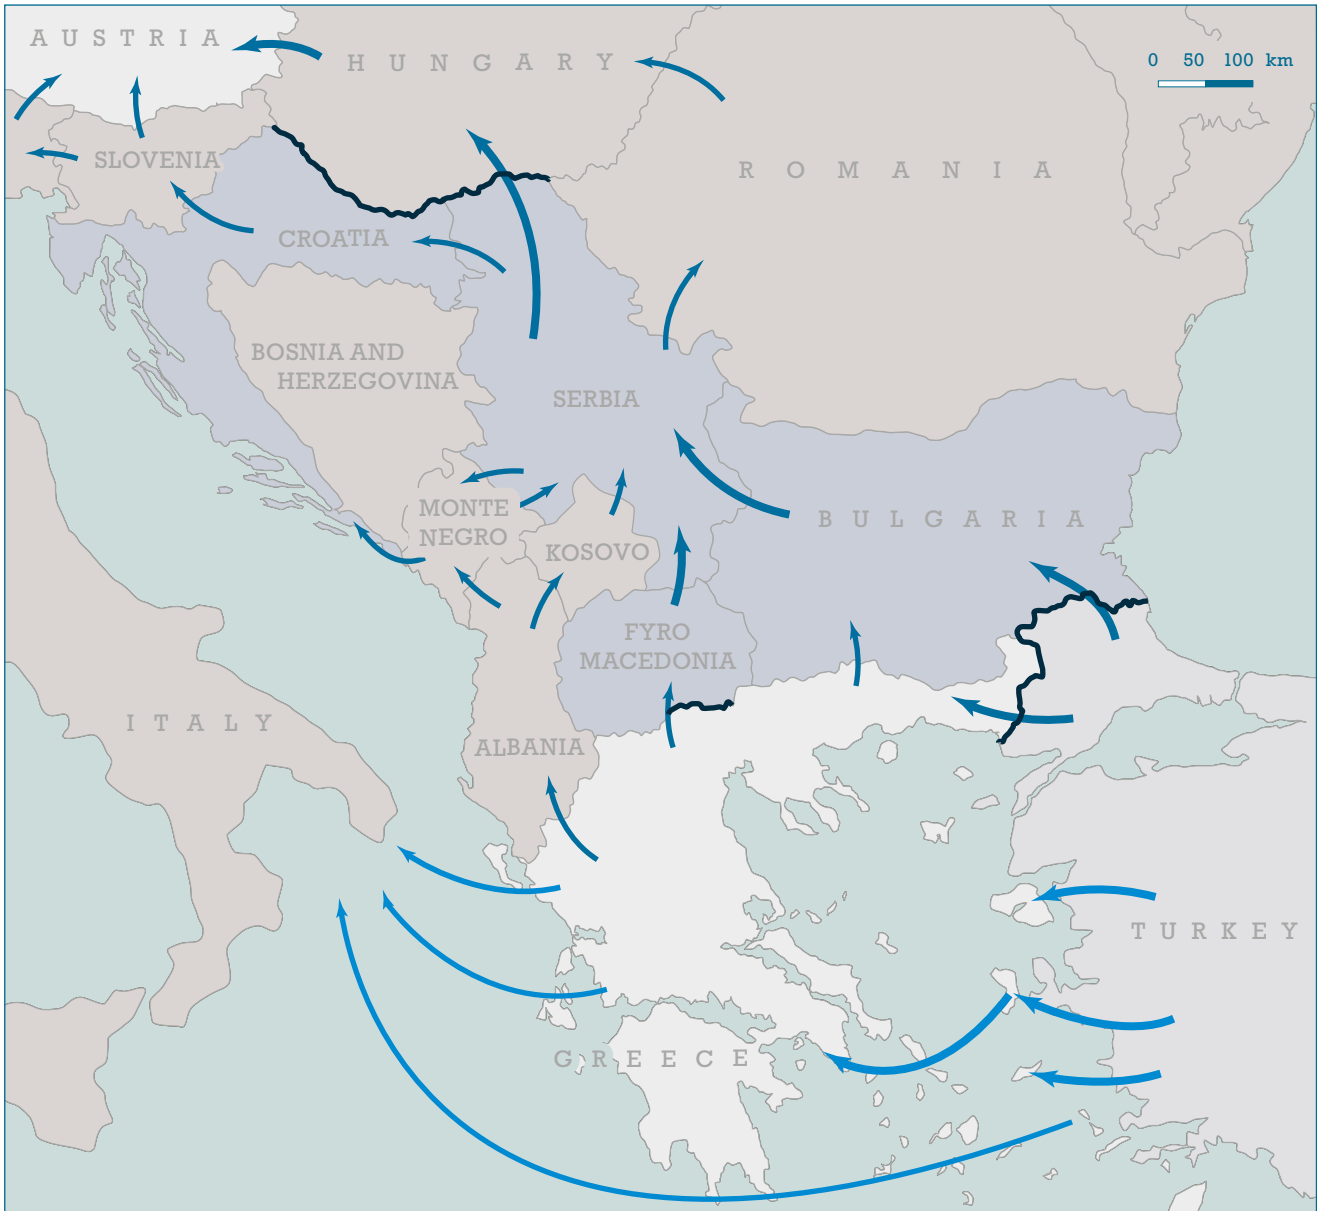 AUSTRIA
HUNGARY
0 50 100 km
SLOVENIA
ROMANIA
CROATIA
BOSNIA AND
HERZEGOVINA
SERBIA
MONTE
NEGRO
BULGARIA
KOSOVO
FYRO
MACEDONIA
ITALY
ALBANIA
TURKEY
GREECE